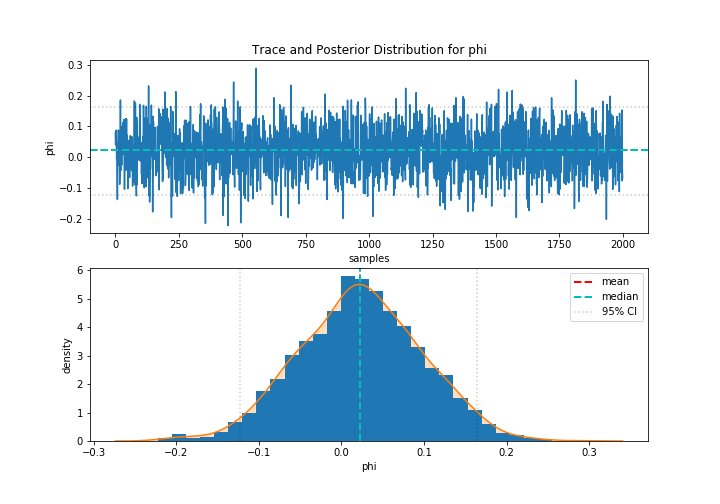 Trace and Posterior Distribution for phi
0.3
0.2
0.1
0.0
−0.1
−0.2
phi
0 250 500 750 1000 1250 1500 1750 2000
samples
6
5
4
3
2
1
0
density
mean
median
95% CI
−0.3 −0.2 −0.1 0.0 0.1 0.2 0.3
phi